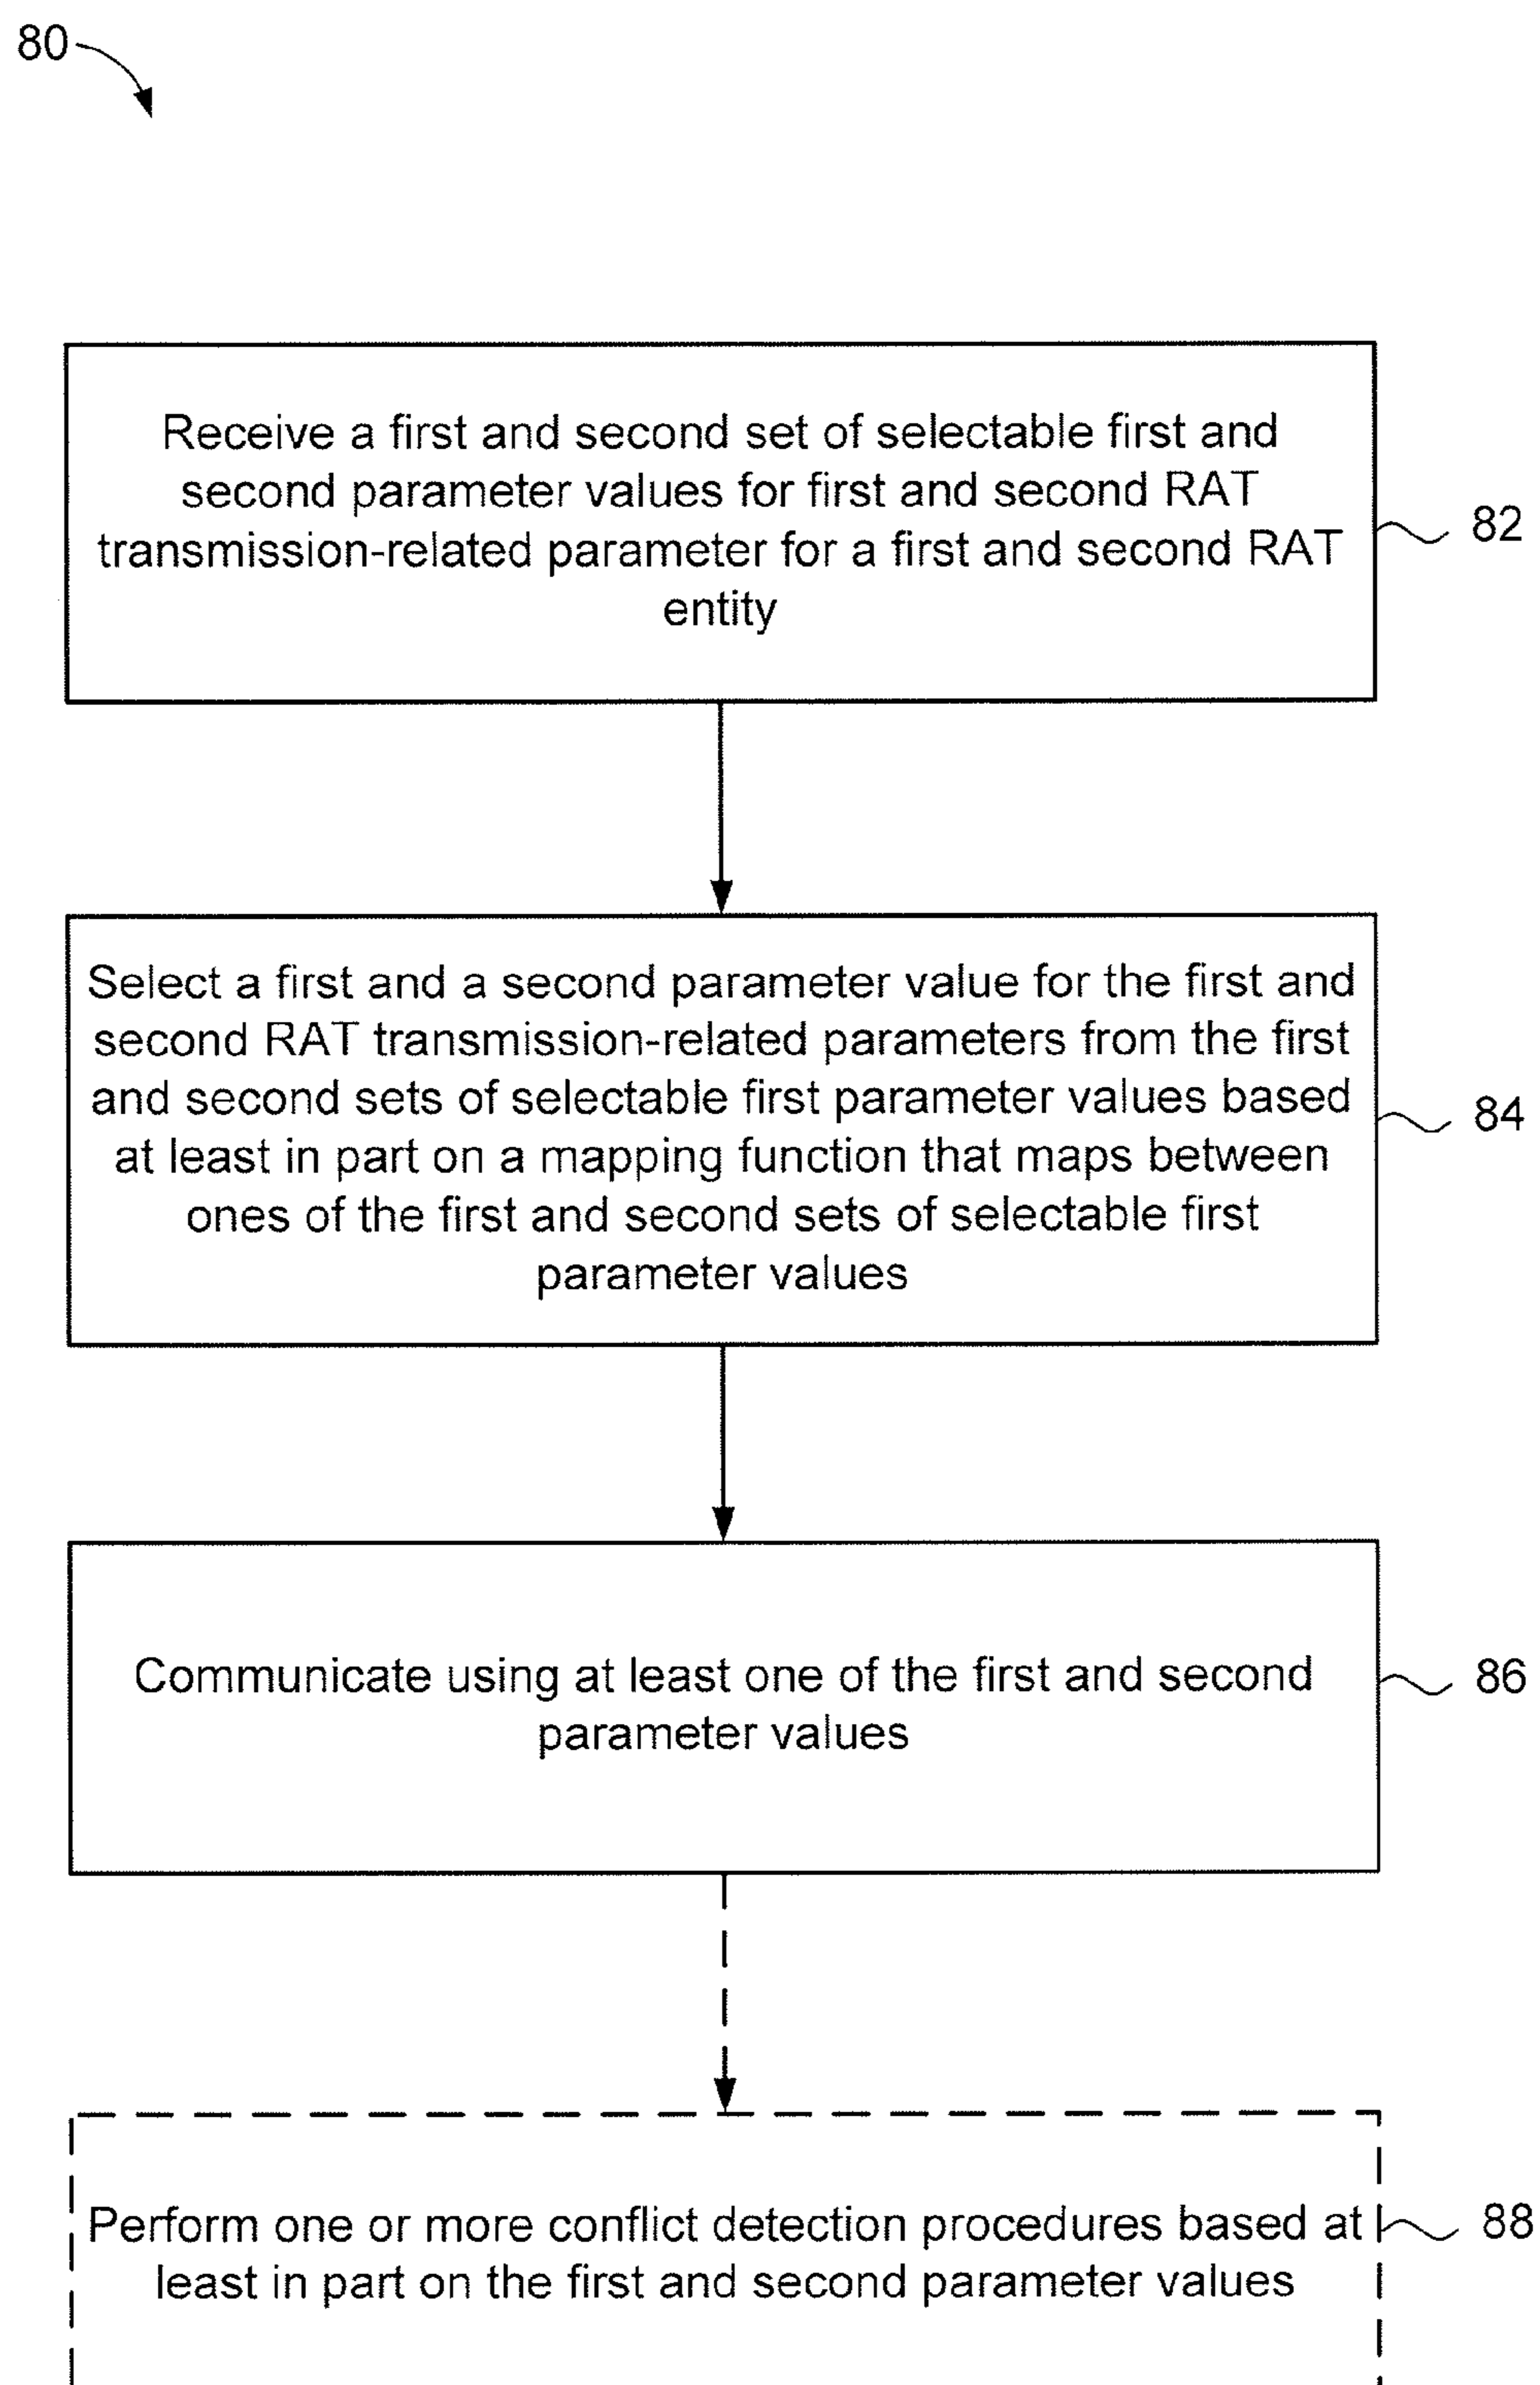 80
Receive a first and second set of selectable first and
second parameter values for first and second RAT
transmission-related parameter for a first and second RAT
entity
82
Select a first and a second parameter value for the first and
second RAT transmission-related parameters from the first
and second sets of selectable first parameter values based
at least in part on a mapping function that maps between
ones of the first and second sets of selectable first
parameter values
84
Communicate using at least one of the first and second
parameter values
86
Perform one or more conflict detection procedures based at
least in part on the first and second parameter values
88